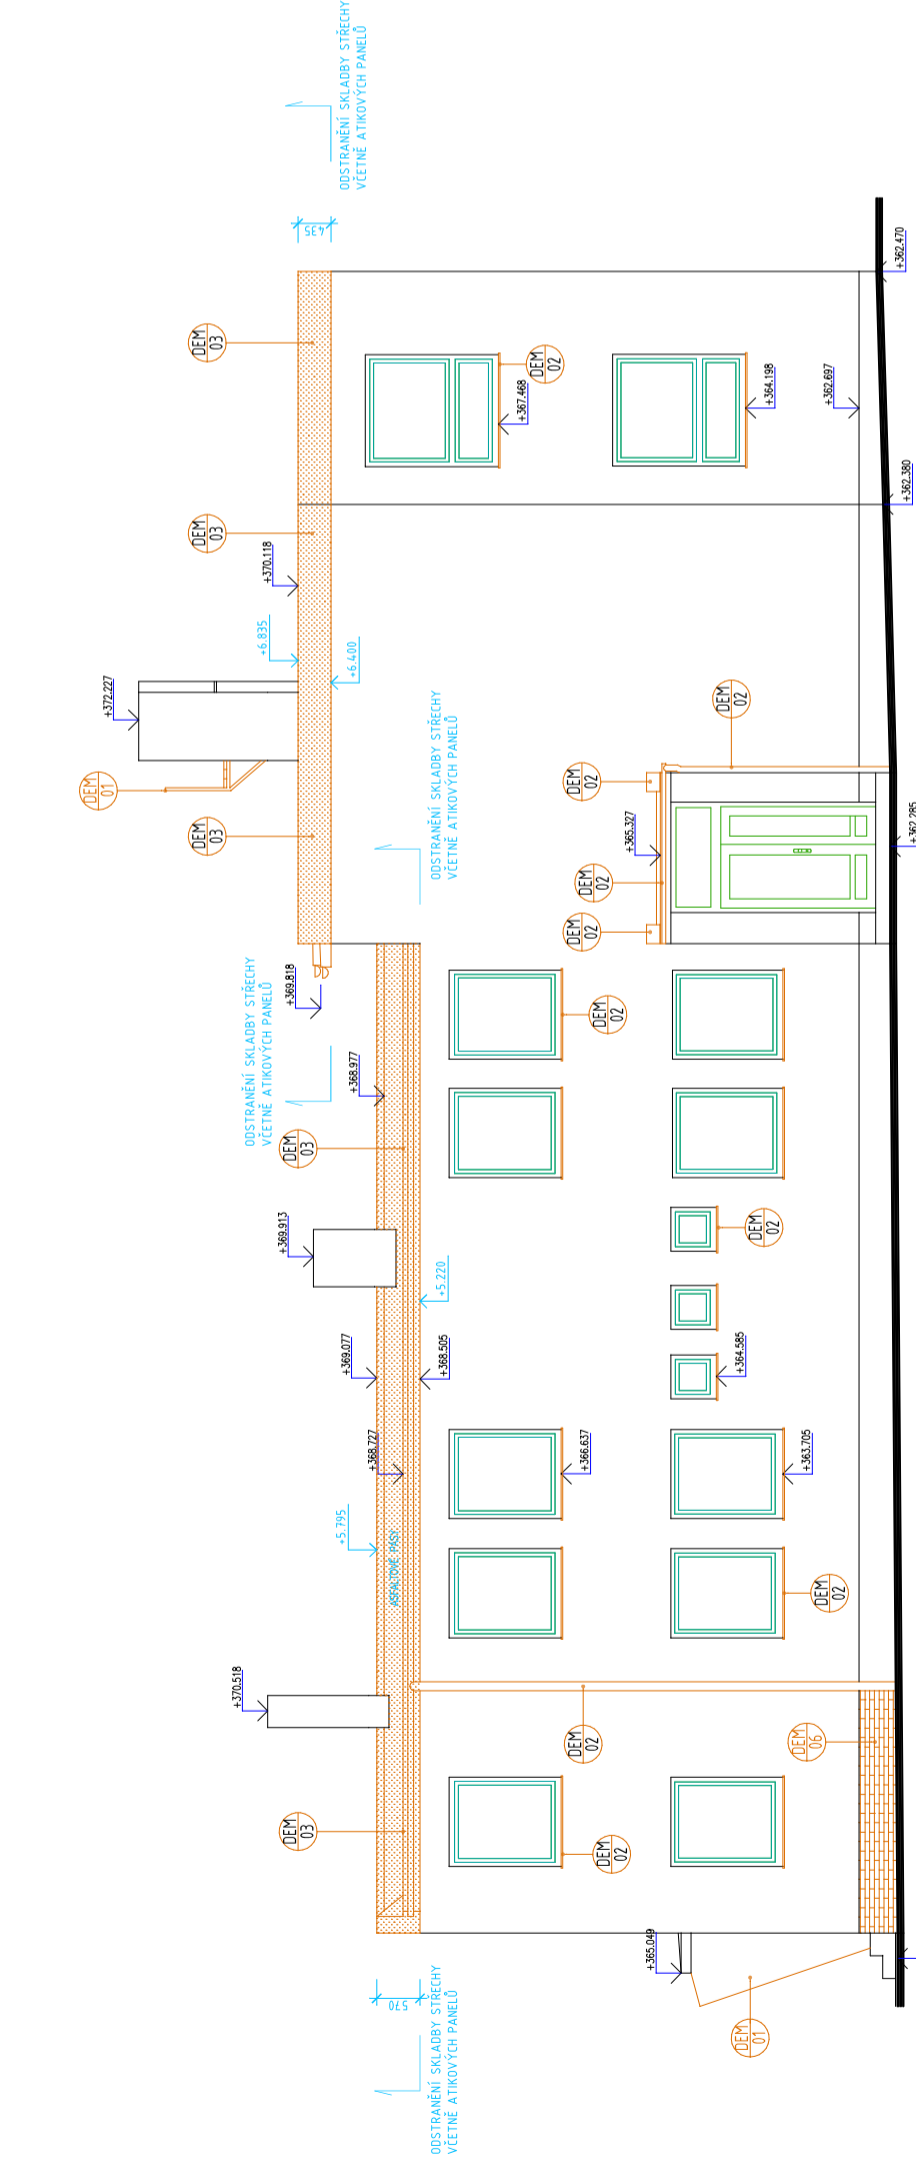 ODSTRANĚNÍ SKLADBY STŘECHY
VČETNĚ ATIKOVÝCH PANELŮ
570
DEM
03
+370.518
+5.795
ASFALTOVÉ PÁSY
+368.727
+369.077
+368.505
+5.220
+369.913
DEM
03
+368.977
ODSTRANĚNÍ SKLADBY STŘECHY
VČETNĚ ATIKOVÝCH PANELŮ
+369.818
ODSTRANĚNÍ SKLADBY STŘECHY
VČETNĚ ATIKOVÝCH PANELŮ
DEM
03
DEM
01
+372.227
+6.835
+6.400
+370.118
DEM
03
DEM
03
435
ODSTRANĚNÍ SKLADBY STŘECHY
VČETNĚ ATIKOVÝCH PANELŮ
DEM
02
DEM
02
+366.637
DEM
02
+367.468
DEM
02
DEM
01
+365.049
DEM
06
DEM
02
+363.705
+364.585
DEM
02
DEM
02
DEM
02
DEM
02
+365.327
DEM
02
+364.198
+362.697
+362.285
+362.380
+362.470